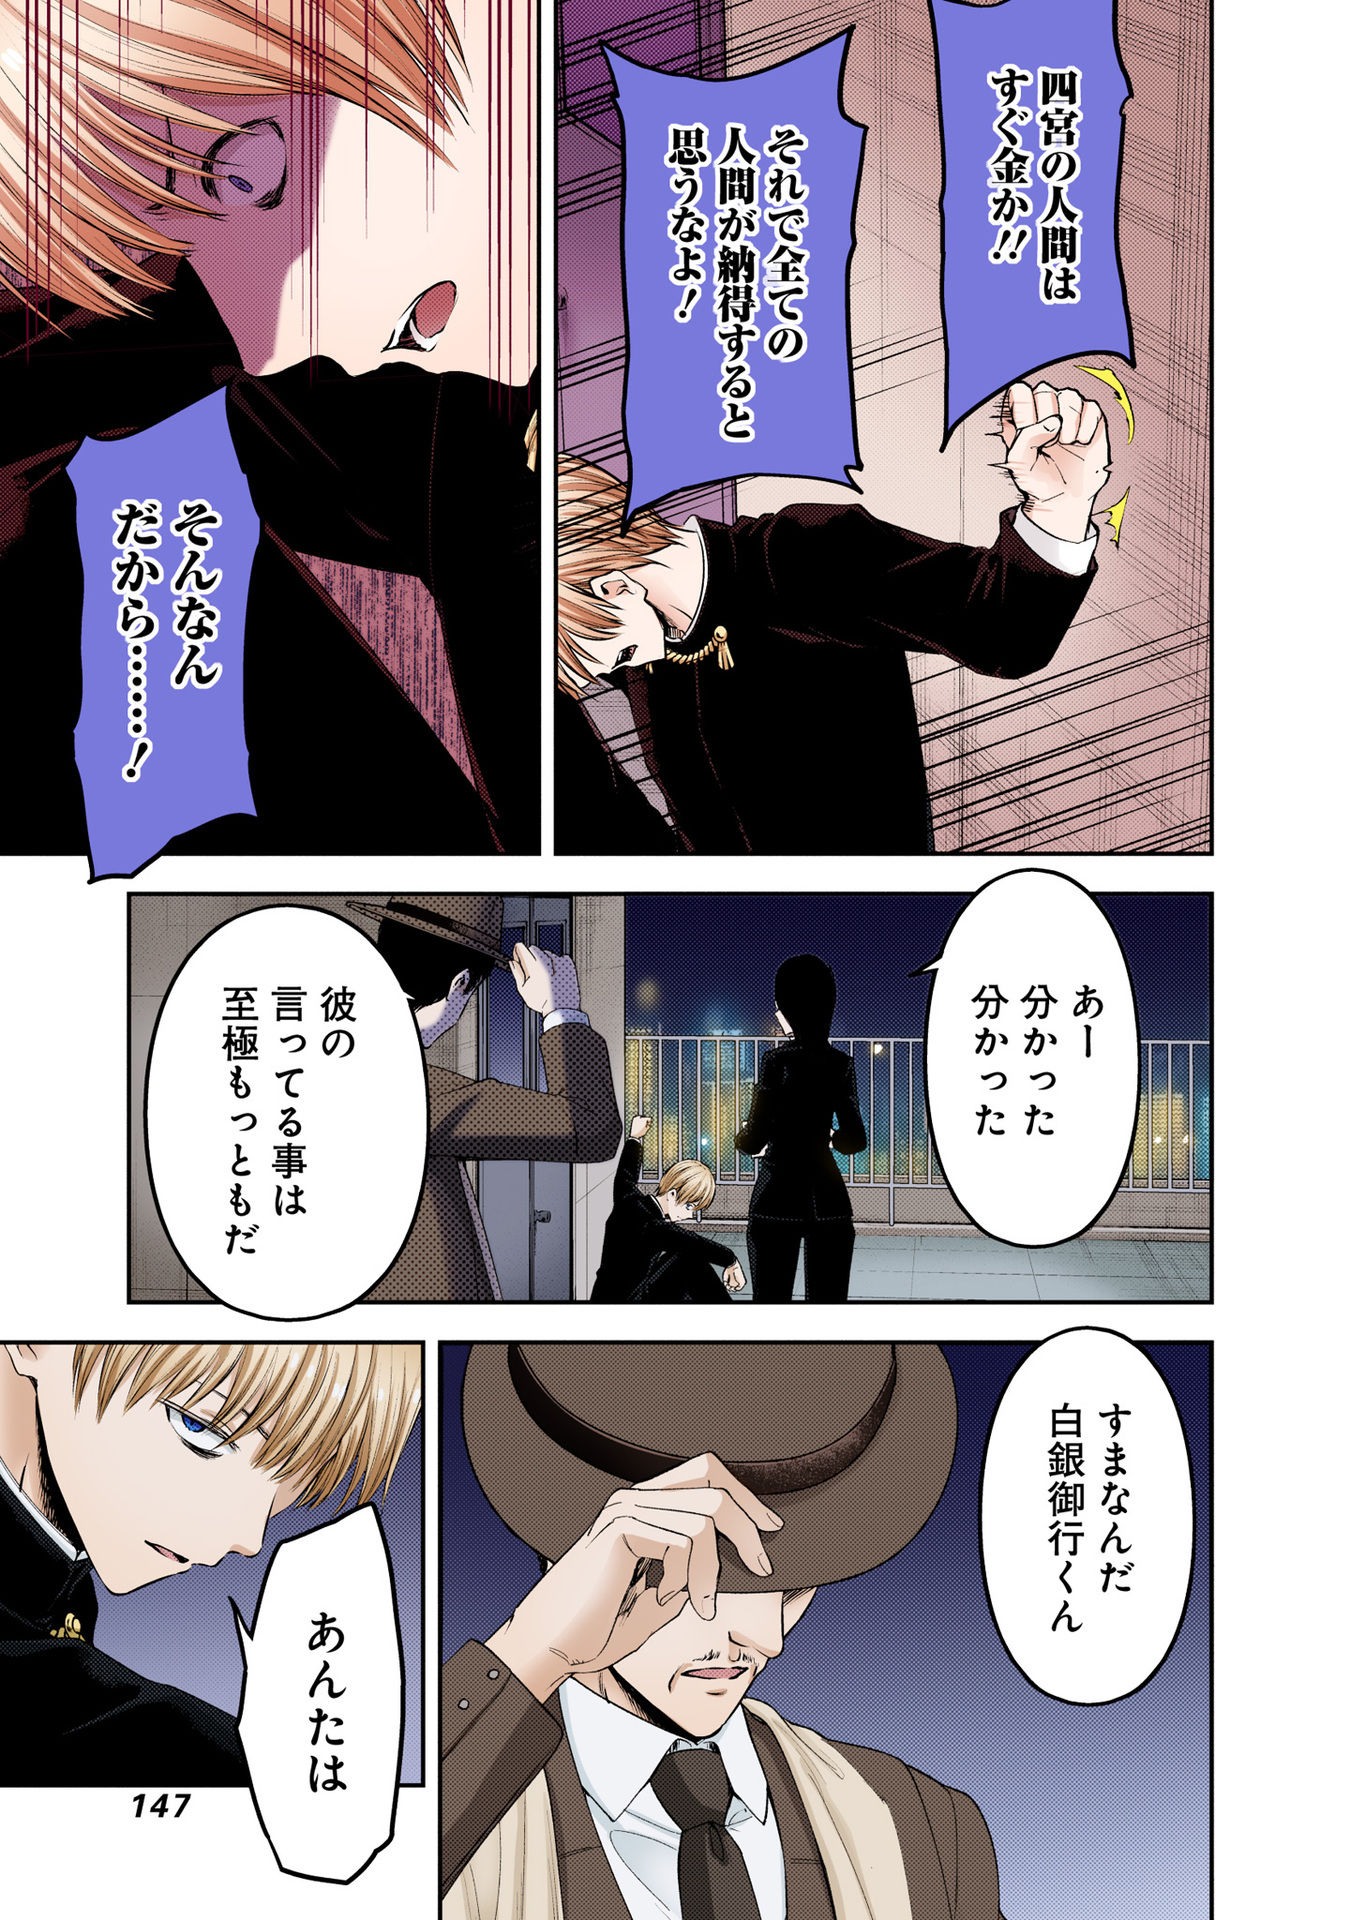 四宮の人間は
すぐ金か!!
それで全ての
人間が納得すると
思うなよ!
そんなん
だから………!
あー
分かった
分かった
彼の
言ってる事は
至極もっともだ
すまなんだ
白銀御行くん
あんたは
147